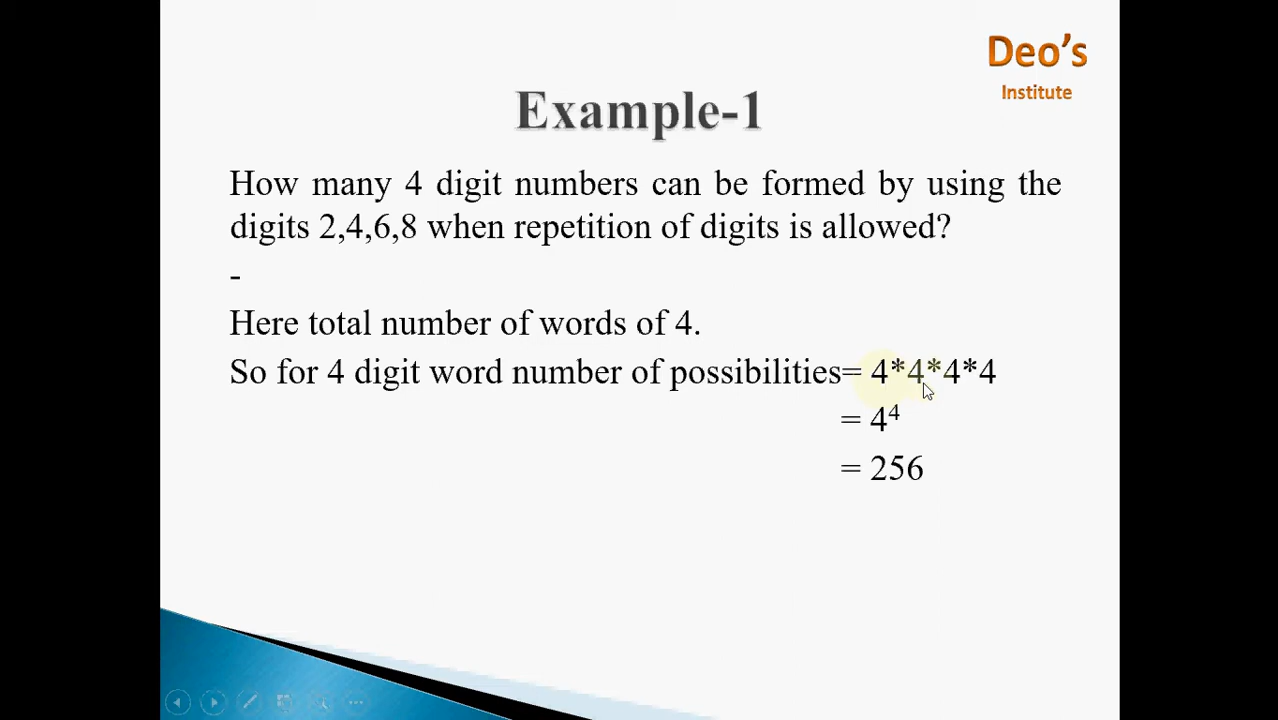 Deo's
Institute
Example-1
How many 4 digit numbers can be formed by using the
digits 2,4,6,8 when repetition of digits is allowed?
-
Here total number of words of 4.
So for 4 digit word number of possibilities= 4*4*4*4
= 4⁴
= 256